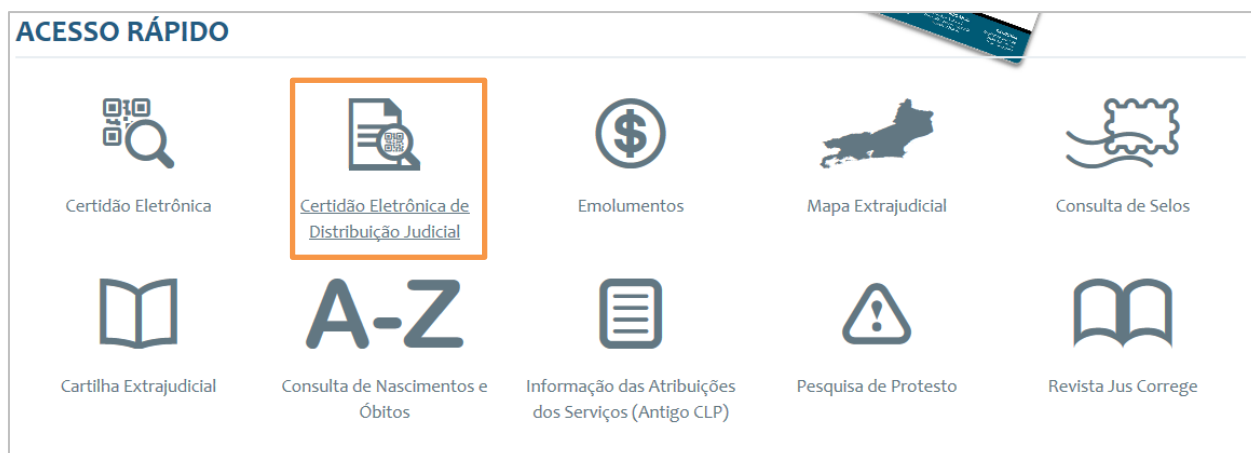 ACESSO RÁPIDO
Certidão Eletrônica
Certidão Eletrônica de
Distribuição Judicial
Emolumentos
Mapa Extrajudicial
Consulta de Selos
A-Z
Cartilha Extrajudicial
Consulta de Nascimentos e
Óbitos
Informação das Atribuições
dos Serviços (Antigo CLP)
Pesquisa de Protesto
Revista Jus Correge